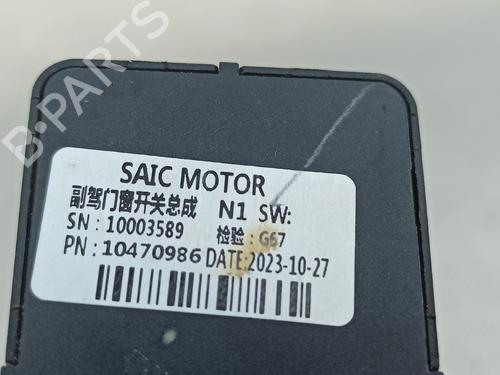 SAIC MOTOR
副驾门窗开关总成 N1 SW:
SN : 10003589 检验 : G67
PN : 10470986 DATE:2023-10-27
B-PARTS